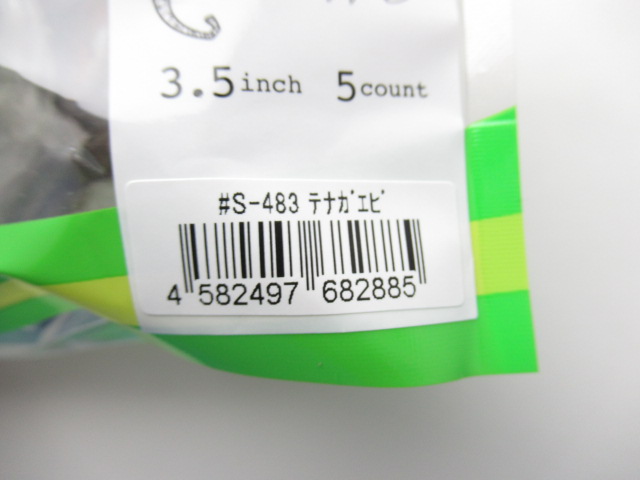 3.5inch 5count
#S-483 ﾃﾅｶﾞｴﾋﾞ
4 582497 682885